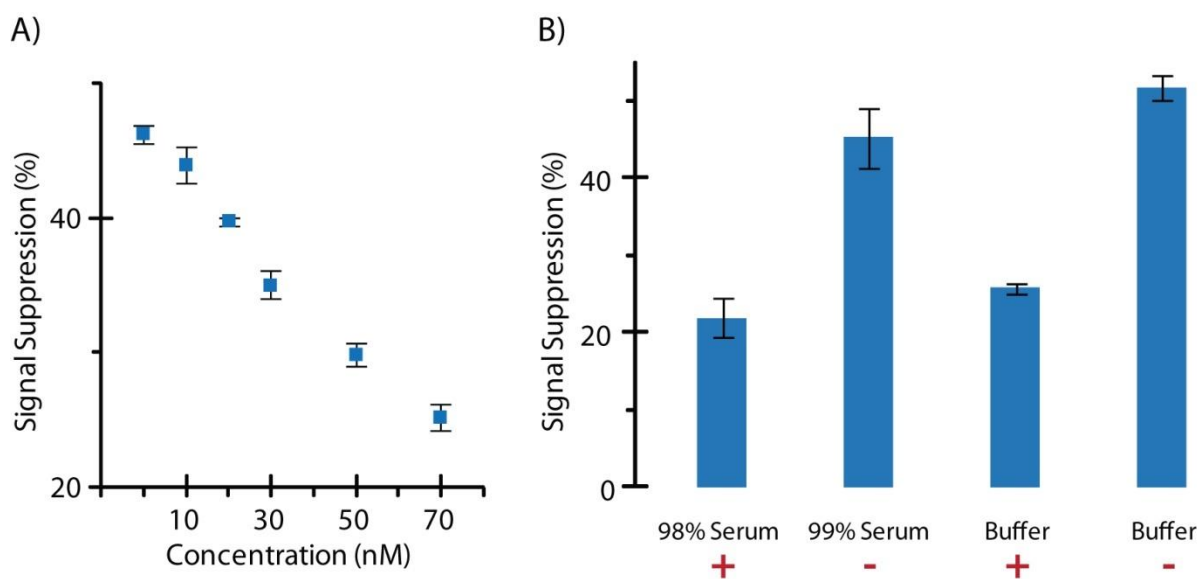 A)
Signal Suppression (%)
40
20
10 30 50 70
Concentration (nM)
B)
Signal Suppression (%)
40
20
0
98% Serum 99% Serum Buffer Buffer
+ - + -